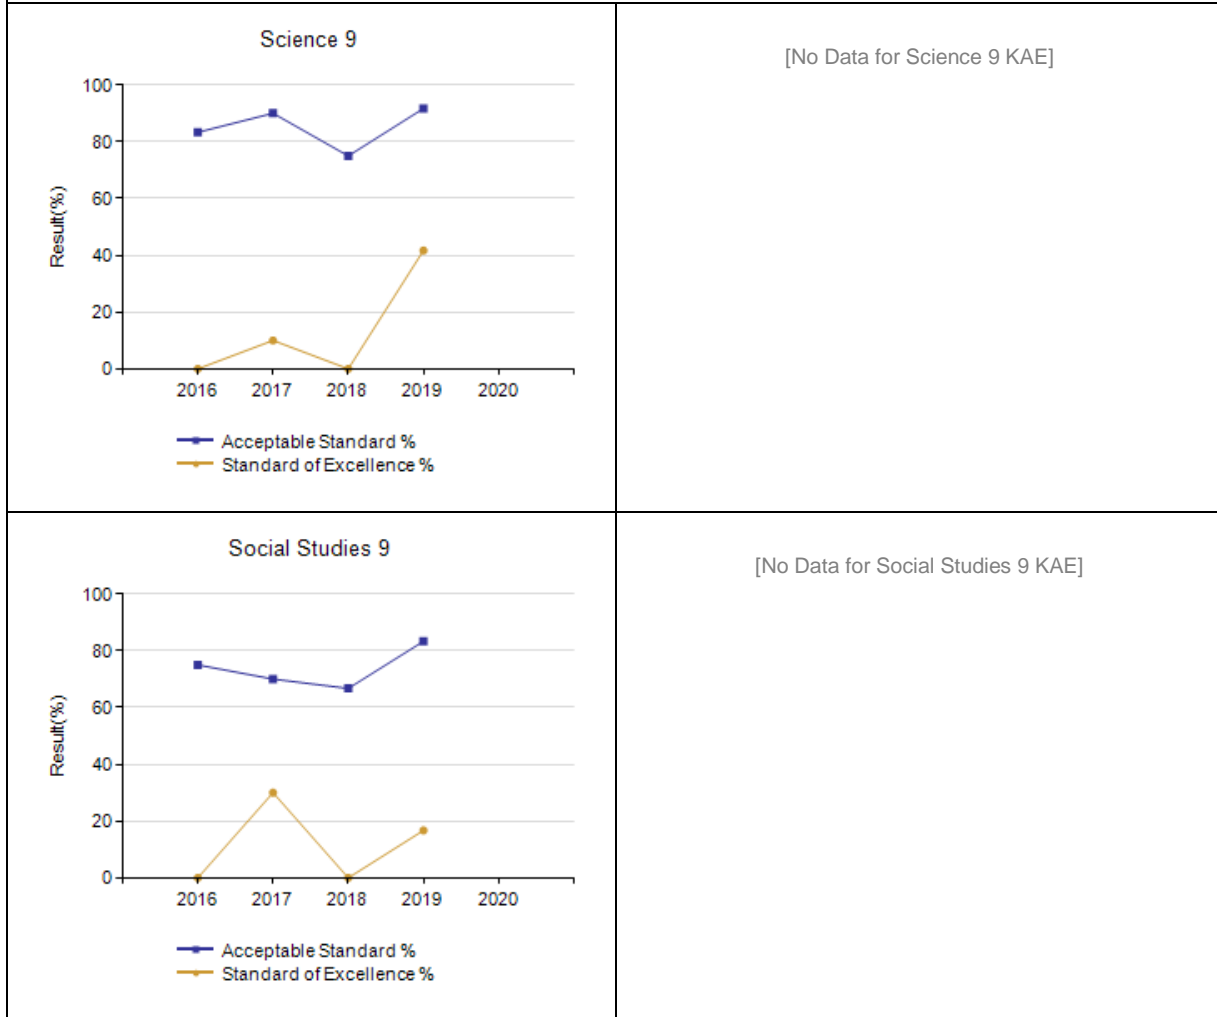 Science 9
100
80
60
40
20
0
Result(%)
2016 2017 2018 2019 2020
Acceptable Standard %
Standard of Excellence %
[No Data for Science 9 KAE]
Social Studies 9
100
80
60
40
20
0
Result(%)
2016 2017 2018 2019 2020
Acceptable Standard %
Standard of Excellence %
[No Data for Social Studies 9 KAE]